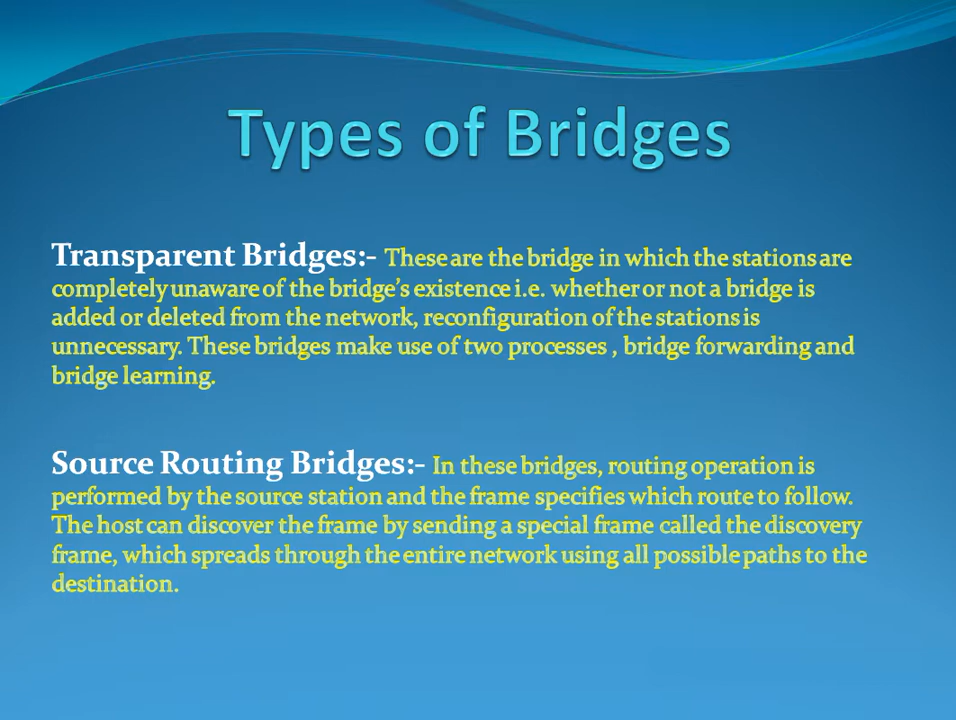 Types of Bridges
Transparent Bridges:- These are the bridge in which the stations are
completely unaware of the bridge's existence i.e. whether or not a bridge is
added or deleted from the network, reconfiguration of the stations is
unnecessary. These bridges make use of two processes , bridge forwarding and
bridge learning.
Source Routing Bridges:- In these bridges, routing operation is
performed by the source station and the frame specifies which route to follow.
The host can discover the frame by sending a special frame called the discovery
frame, which spreads through the entire network using all possible paths to the
destination.